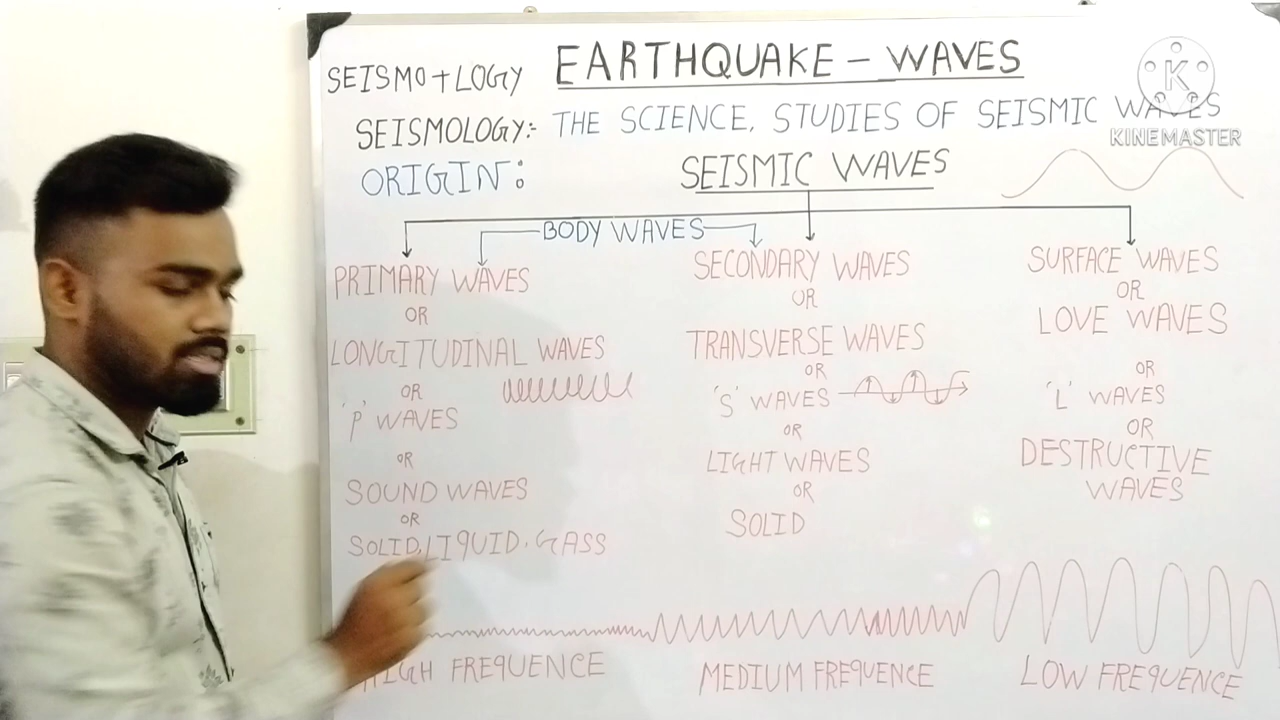 EARTHQUAKE - WAVES
SEISMO+LOGY
SEISMOLOGY:- THE SCIENCE, STUDIES OF SEISMIC WAVES
KINEMASTER
ORIGIN:
SEISMIC WAVES
BODY WAVES
PRIMARY WAVES
OR
LONGITUDINAL WAVES
OR
'P' WAVES
OR
SOUND WAVES
OR
SOLID, LIQUID, GASS
HIGH FREQUENCE
SECONDARY WAVES
OR
TRANSVERSE WAVES
OR
'S' WAVES
OR
LIGHT WAVES
OR
SOLID
MEDIUM FREQUENCE
SURFACE WAVES
OR
LOVE WAVES
OR
'L' WAVES
OR
DESTRUCTIVE
WAVES
LOW FREQUENCE